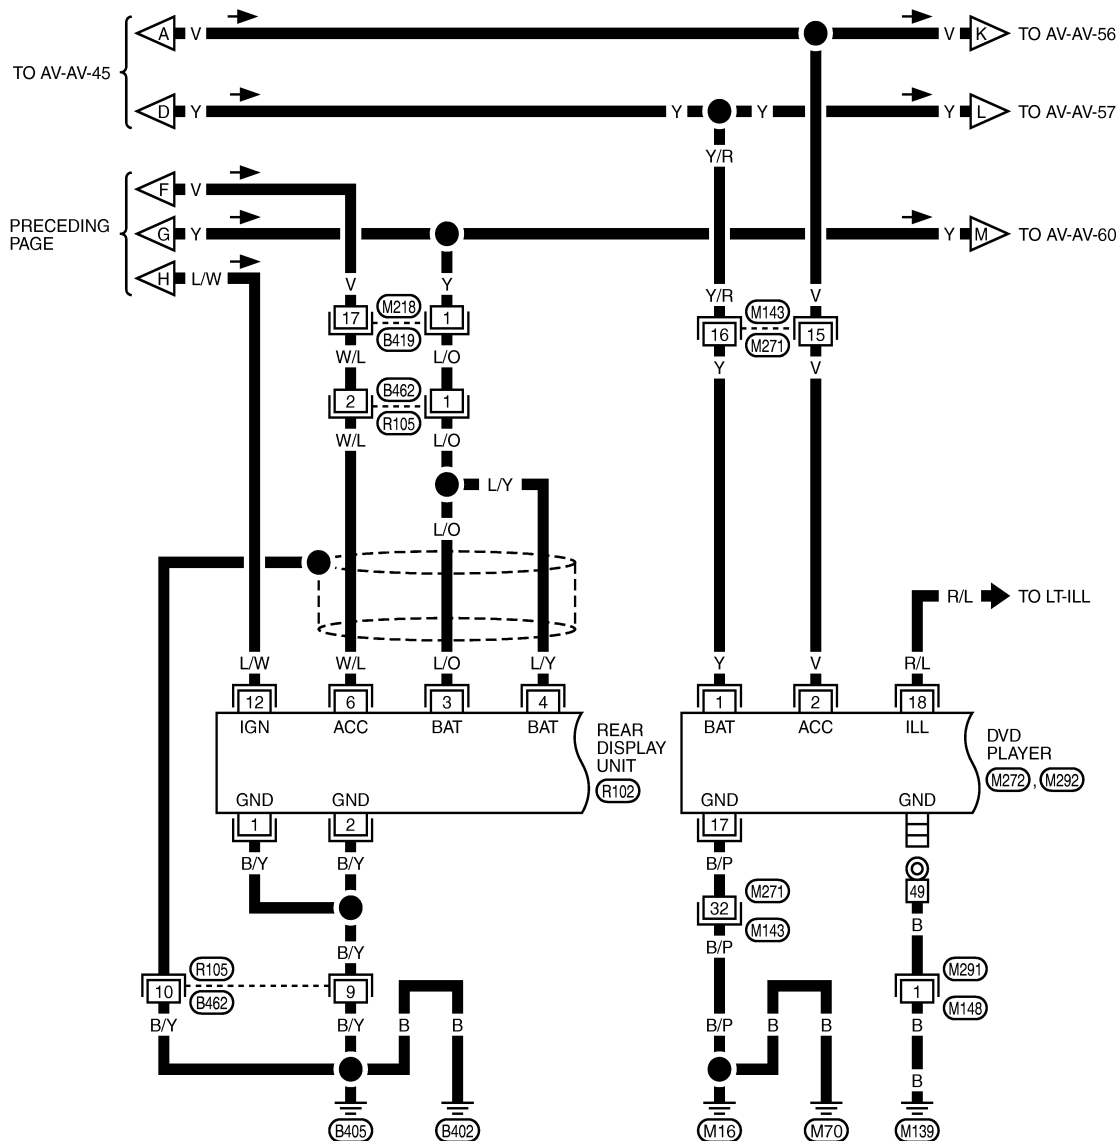 A V V K TO AV-AV-56
TO AV-AV-45
D Y Y Y Y L TO AV-AV-57
Y/R
F V
PRECEDING
PAGE
G Y Y M TO AV-AV-60
H L/W
V Y Y/R V
17 M218 1 16 M143 15
B419 M271
W/L L/O Y V
2 B462 1
R105
W/L L/O
L/Y
L/O
R/L TO LT-ILL
L/W W/L L/O L/Y Y V R/L
12 6 3 4 1 2 18
IGN ACC BAT BAT BAT ACC ILL
REAR
DISPLAY
UNIT
R102
DVD
PLAYER
M272 , M292
GND GND GND GND
1 2 17
B/Y B/Y B/P
49
32 M271
M143
B
B/Y B/P
10 R105 9 1 M291
B462 M148
B/Y B/Y B B B/P B B B
B
B405 B402 M16 M70 M139